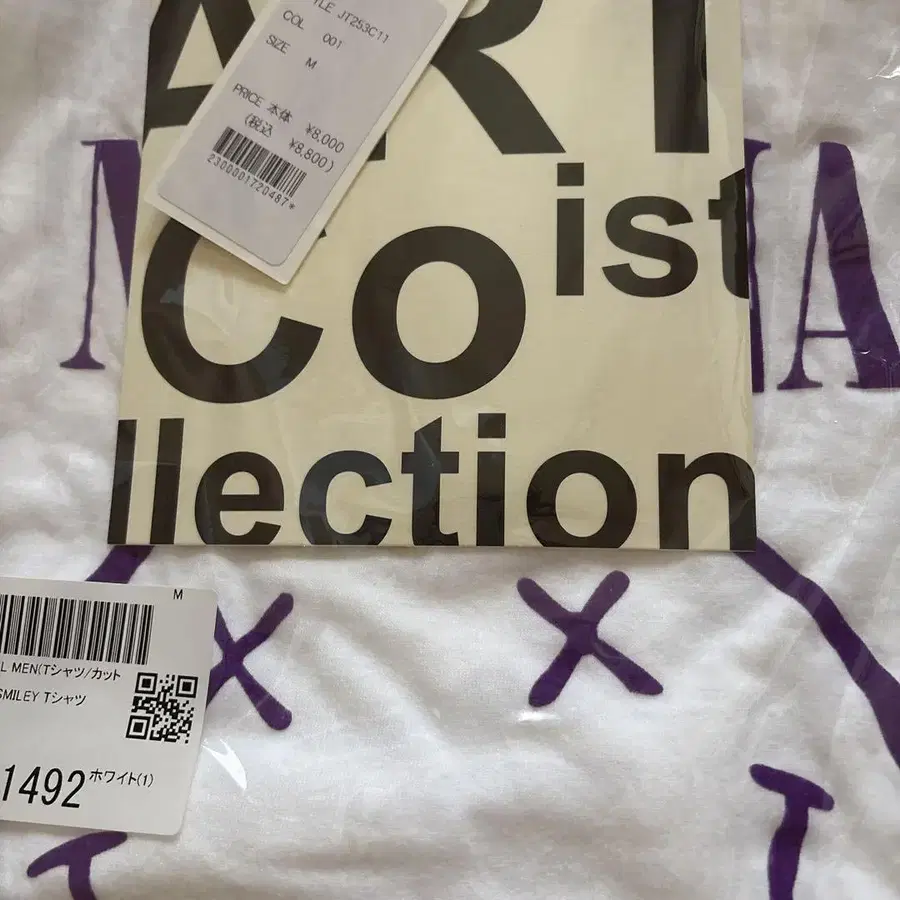 ART
STYLE JT253C11
COL 001
SIZE M
PRICE 本体 ¥8,000
(税込 ¥8,800)
2300001720487*
ist
Co
llection
M
L MEN(Tシャツ/カット
SMILEY Tシャツ
1492
ホワイト(1)